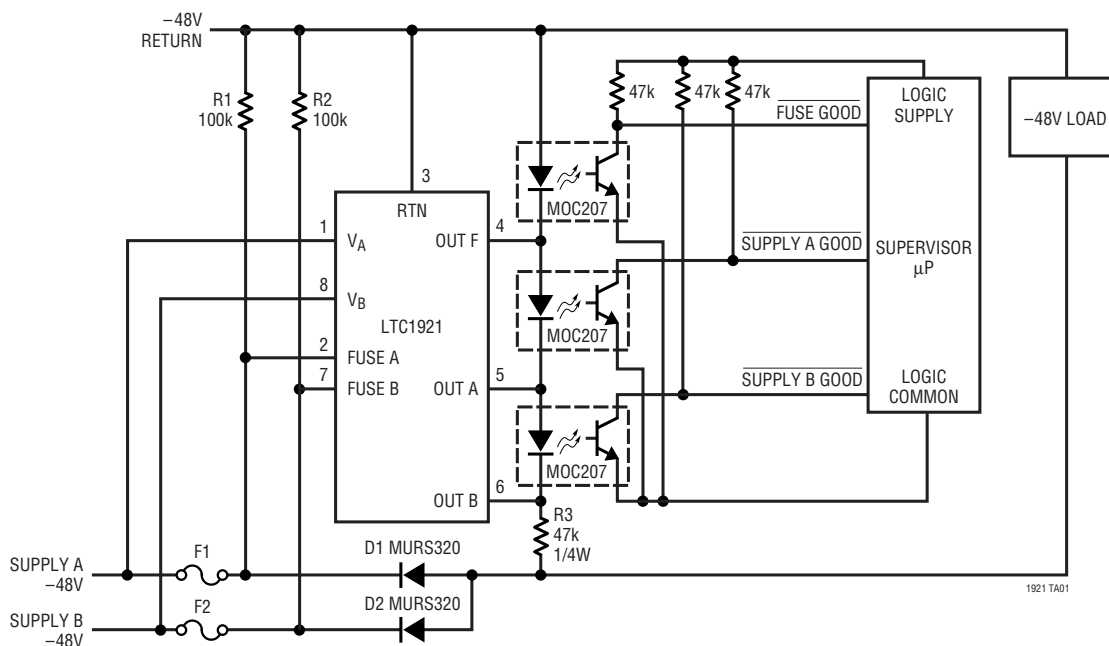 –48V
RETURN
R1
100k
R2
100k
47k
47k
47k
FUSE GOOD
LOGIC
SUPPLY
–48V LOAD
3
RTN
MOC207
1
VA
OUT F
4
SUPPLY A GOOD
SUPERVISOR
µP
8
VB
LTC1921
MOC207
2
FUSE A
7
FUSE B
OUT A
5
SUPPLY B GOOD
LOGIC
COMMON
MOC207
OUT B
6
R3
47k
1/4W
SUPPLY A
–48V
F1
D1 MURS320
SUPPLY B
–48V
F2
D2 MURS320
1921 TA01